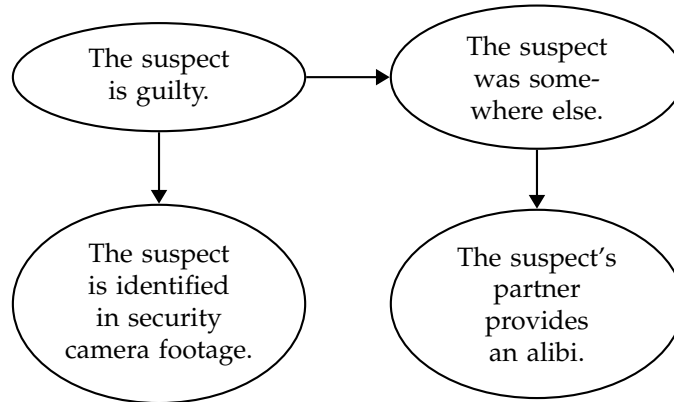 The suspect
is guilty.
The suspect
was some-
where else.
The suspect
is identified
in security
camera footage.
The suspect's
partner
provides
an alibi.